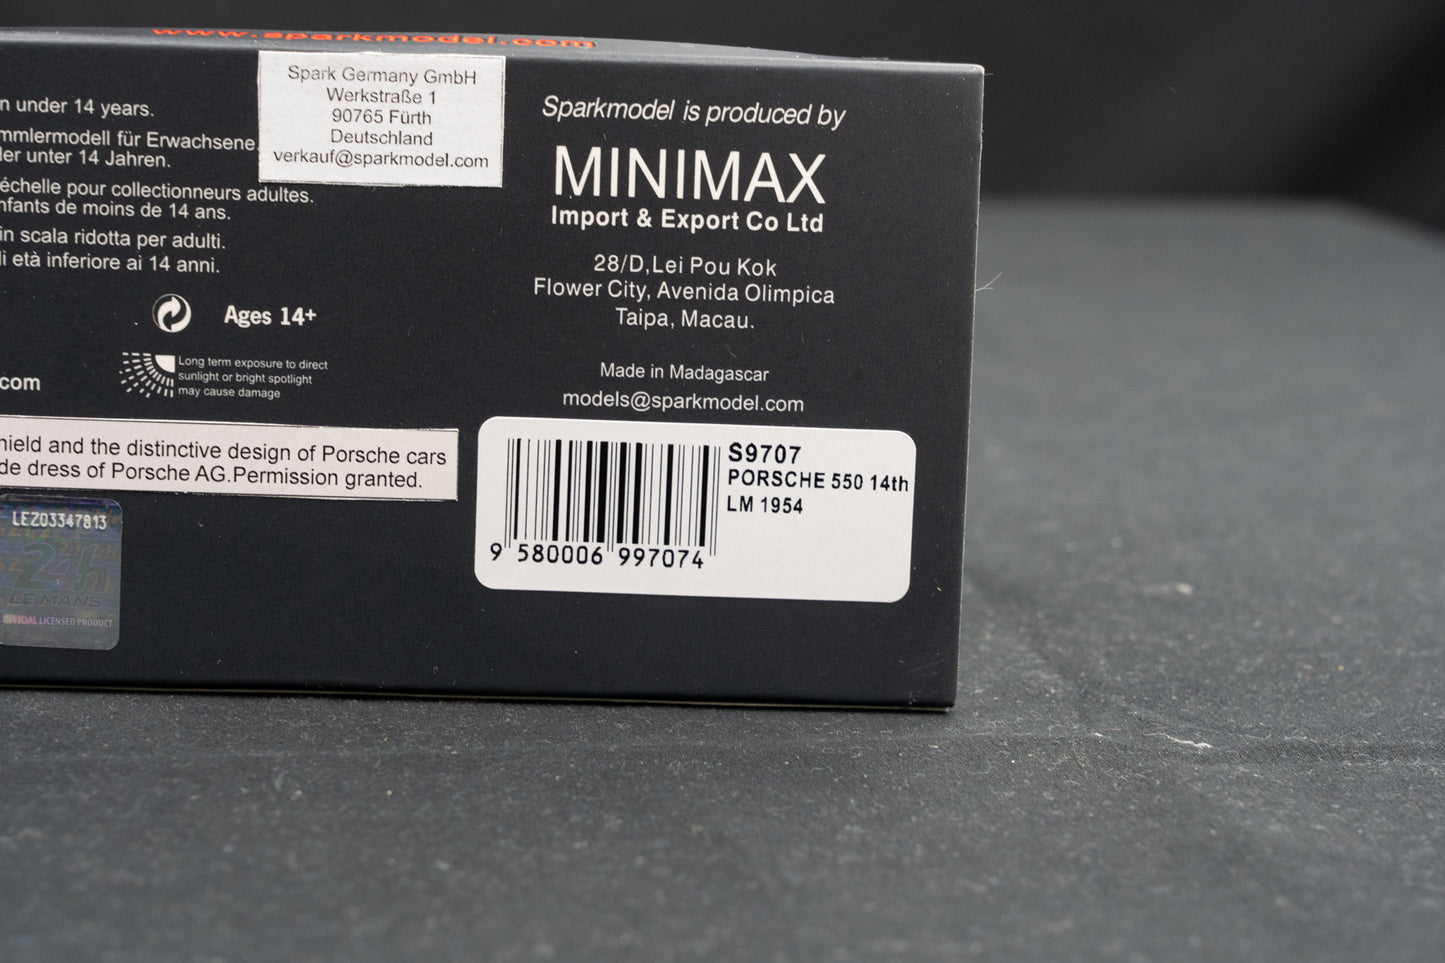 www.sparkmodel.com
n under 14 years.
mmlermodell für Erwachsene.
ler unter 14 Jahren.
échelle pour collectionneurs adultes.
nfants de moins de 14 ans.
in scala ridotta per adulti.
li età inferiore ai 14 anni.
Spark Germany GmbH
Werkstraße 1
90765 Fürth
Deutschland
verkauf@sparkmodel.com
Ages 14+
Long term exposure to direct
sunlight or bright spotlight
may cause damage
com
hield and the distinctive design of Porsche cars
de dress of Porsche AG.Permission granted.
LEZ03347813
24h
LE MANS
OFFICIAL LICENSED PRODUCT
Sparkmodel is produced by
MINIMAX
Import & Export Co Ltd
28/D,Lei Pou Kok
Flower City, Avenida Olimpica
Taipa, Macau.
Made in Madagascar
models@sparkmodel.com
S9707
PORSCHE 550 14th
LM 1954
9 580006 997074